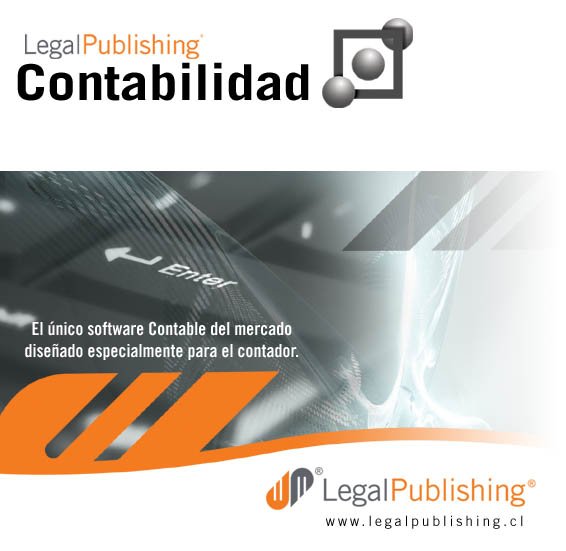 LegalPublishing®
Contabilidad
Enter
El único software Contable del mercado
diseñado especialmente para el contador.
® LegalPublishing®
www.legalpublishing.cl